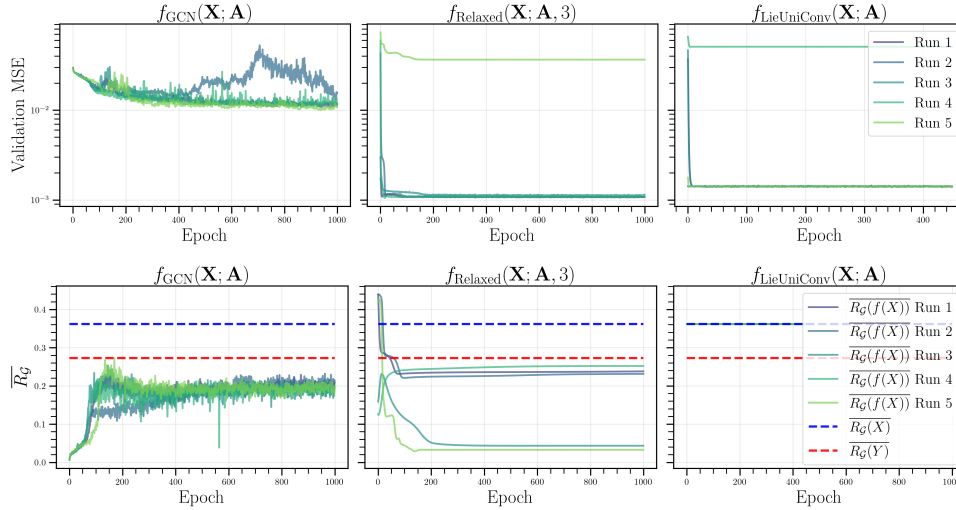 f_GCN(X; A)
f_Relaxed(X; A, 3)
f_LieUniConv(X; A)
Validation MSE
10⁻²
10⁻³
0 200 400 600 800 1000
0 200 400 600 800 1000
0 100 200 300 400
Run 1
Run 2
Run 3
Run 4
Run 5
Epoch
Epoch
Epoch
f_GCN(X; A)
f_Relaxed(X; A, 3)
f_LieUniConv(X; A)
R_G
0.4
0.3
0.2
0.1
0.0
0 200 400 600 800 1000
0 200 400 600 800 1000
0 200 400 600 800 1000
R_G(f(X)) Run 1
R_G(f(X)) Run 2
R_G(f(X)) Run 3
R_G(f(X)) Run 4
R_G(f(X)) Run 5
R_G(X)
R_G(Y)
Epoch
Epoch
Epoch